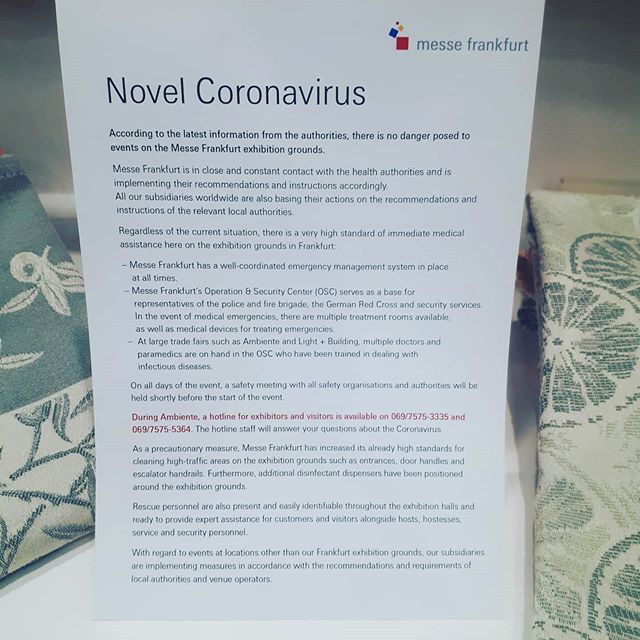 messe frankfurt
Novel Coronavirus
According to the latest information from the authorities, there is no danger posed to
events on the Messe Frankfurt exhibition grounds.
Messe Frankfurt is in close and constant contact with the health authorities and is
implementing their recommendations and instructions accordingly.
All our subsidiaries worldwide are also basing their actions on the recommendations and
instructions of the relevant local authorities.
Regardless of the current situation, there is a very high standard of immediate medical
assistance here on the exhibition grounds in Frankfurt:
– Messe Frankfurt has a well-coordinated emergency management system in place
at all times.
– Messe Frankfurt's Operation & Security Center (OSC) serves as a base for
representatives of the police and fire brigade, the German Red Cross and security services.
In the event of medical emergencies, there are multiple treatment rooms available,
as well as medical devices for treating emergencies.
– At large trade fairs such as Ambiente and Light + Building, multiple doctors and
paramedics are on hand in the OSC who have been trained in dealing with
infectious diseases.
On all days of the event, a safety meeting with all safety organisations and authorities will be
held shortly before the start of the event.
During Ambiente, a hotline for exhibitors and visitors is available on 069/7575-3335 and
069/7575-5364. The hotline staff will answer your questions about the Coronavirus.
As a precautionary measure, Messe Frankfurt has increased its already high standards for
cleaning high-traffic areas on the exhibition grounds such as entrances, door handles and
escalator handrails. Furthermore, additional disinfectant dispensers have been positioned
around the exhibition grounds.
Rescue personnel are also present and easily identifiable throughout the exhibition halls and
ready to provide expert assistance for customers and visitors alongside hosts, hostesses,
service and security personnel.
With regard to events at locations other than our Frankfurt exhibition grounds, our subsidiaries
are implementing measures in accordance with the recommendations and requirements of
local authorities and venue operators.